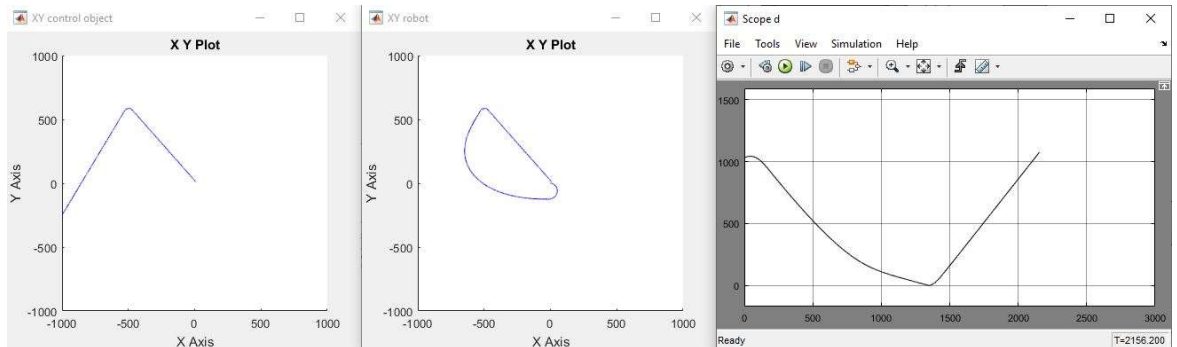 XY control object
X Y Plot
1000
500
0
-500
-1000
-1000 -500 0 500 1000
Y Axis
X Axis
XY robot
X Y Plot
1000
500
0
-500
-1000
-1000 -500 0 500 1000
Y Axis
X Axis
Scope d
File Tools View Simulation Help
1500
1000
500
0
0 500 1000 1500 2000 2500 3000
Ready T=2156.200